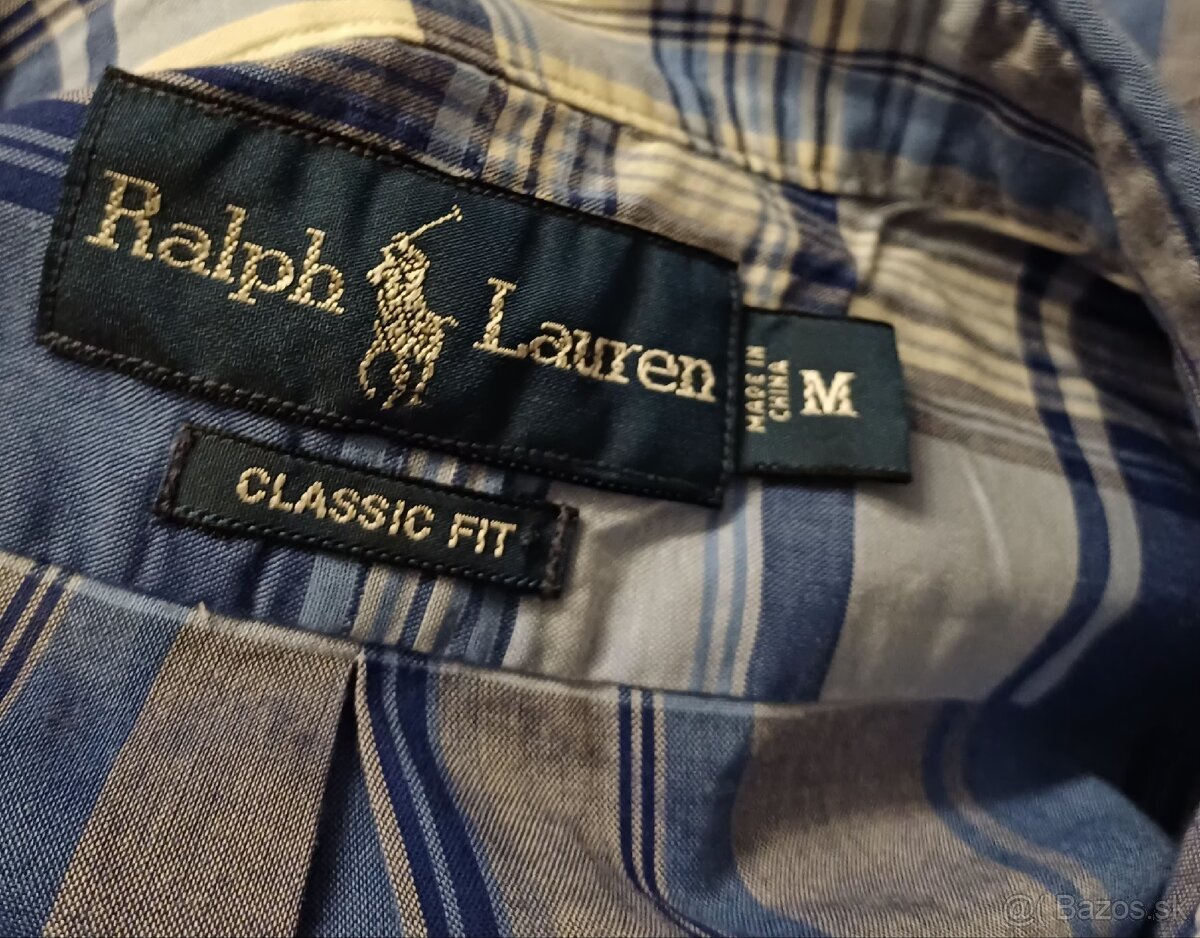 Ralph Lauren
MADE IN
CHINA
M
CLASSIC FIT
@( Bazos.sk